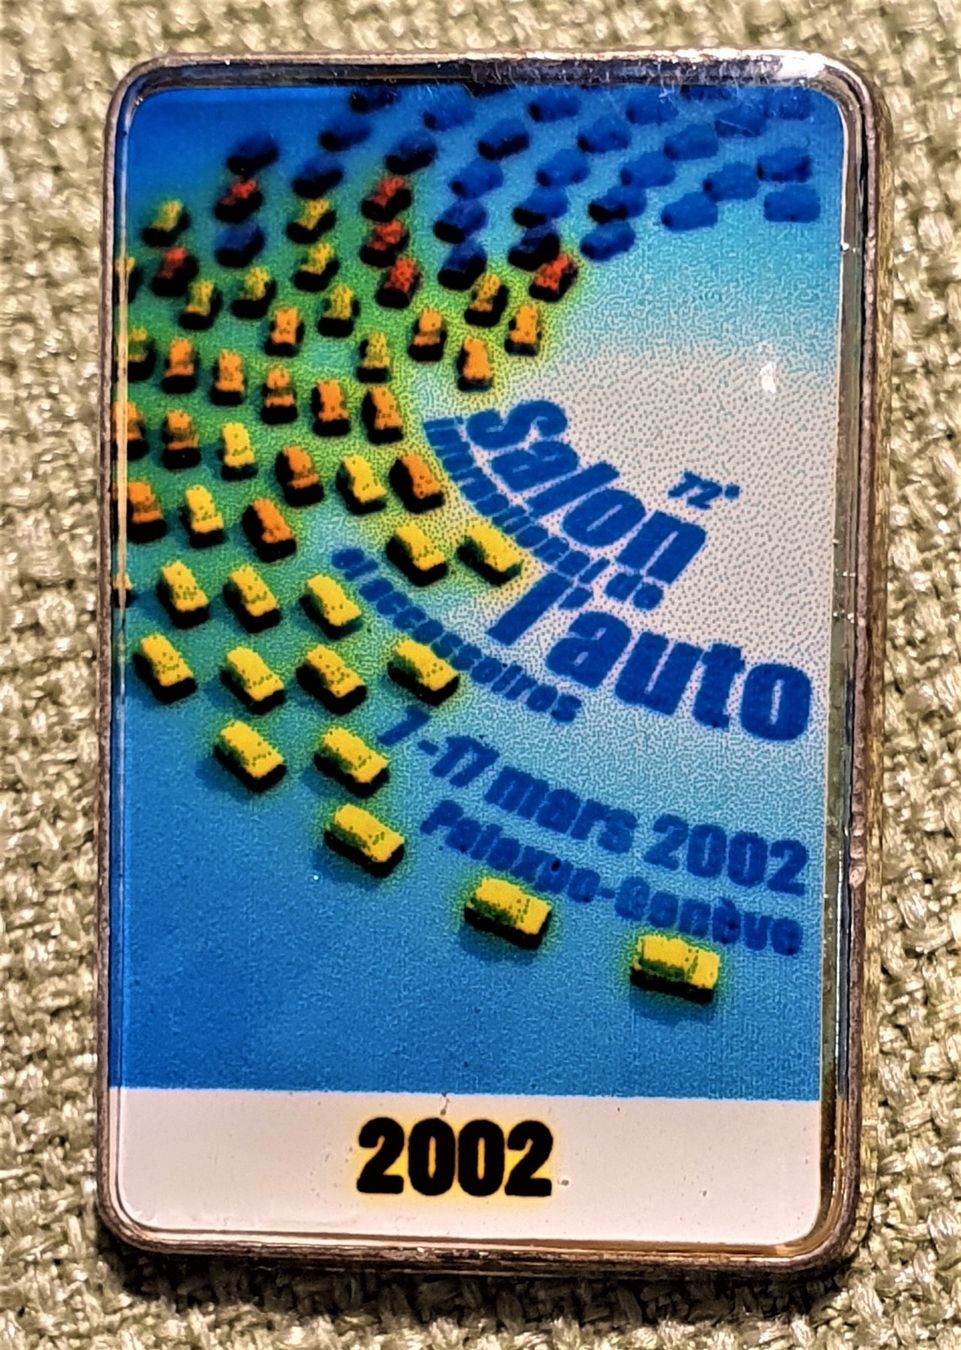 72e
Salon
international de
l'auto
et accessoires
7-17 mars 2002
Palexpo-Genève
2002